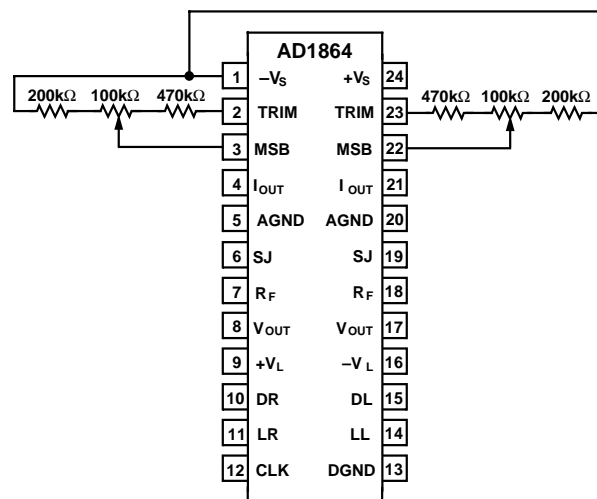 AD1864
1 –VS +VS 24
200kΩ 100kΩ 470kΩ 2 TRIM TRIM 23 470kΩ 100kΩ 200kΩ
3 MSB MSB 22
4 IOUT IOUT 21
5 AGND AGND 20
6 SJ SJ 19
7 RF RF 18
8 VOUT VOUT 17
9 +VL –VL 16
10 DR DL 15
11 LR LL 14
12 CLK DGND 13